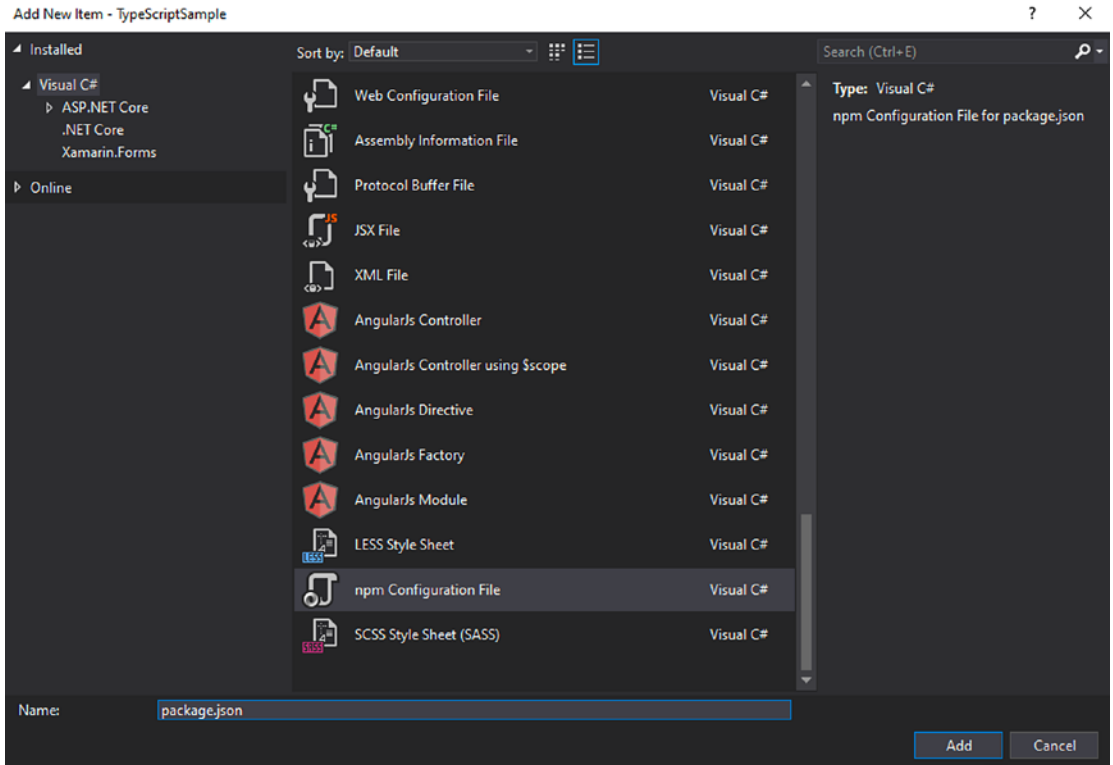 Add New Item - TypeScriptSample
? ×
Installed
Sort by: Default
Search (Ctrl+E)
Visual C#
ASP.NET Core
.NET Core
Xamarin.Forms
Online
Web Configuration File Visual C#
C#
Assembly Information File Visual C#
Protocol Buffer File Visual C#
JS
JSX File Visual C#
XML File Visual C#
A AngularJs Controller Visual C#
A AngularJs Controller using $scope Visual C#
A AngularJs Directive Visual C#
A AngularJs Factory Visual C#
A AngularJs Module Visual C#
LESS
LESS Style Sheet Visual C#
npm Configuration File Visual C#
SASS
SCSS Style Sheet (SASS) Visual C#
Type: Visual C#
npm Configuration File for package.json
Name: package.json
Add Cancel